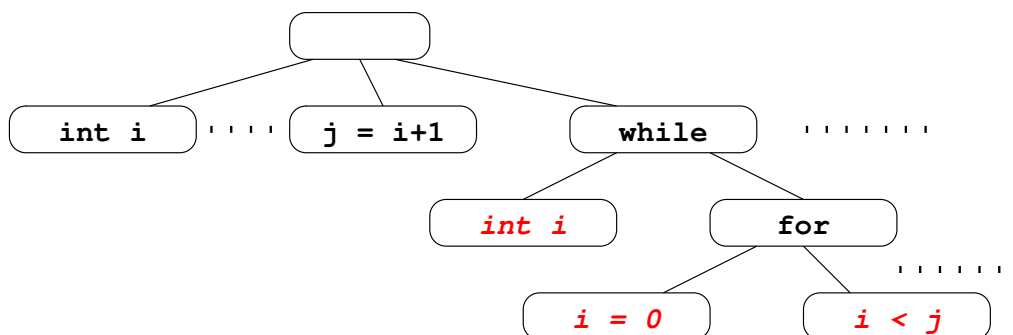 int i
j = i+1
while
int i
for
i = 0
i < j